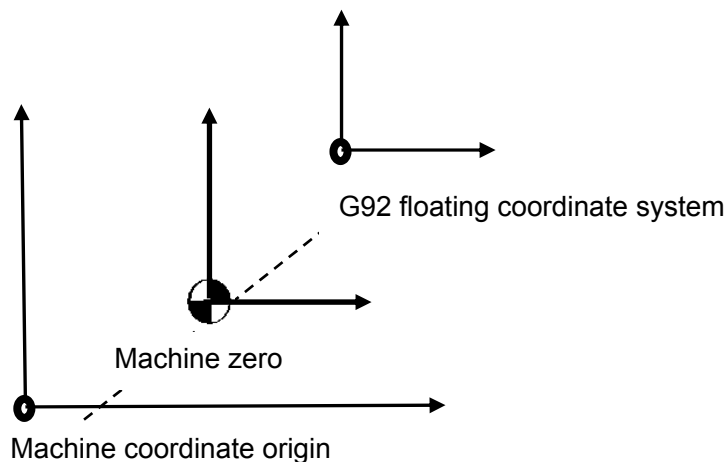 G92 floating coordinate system
Machine zero
Machine coordinate origin